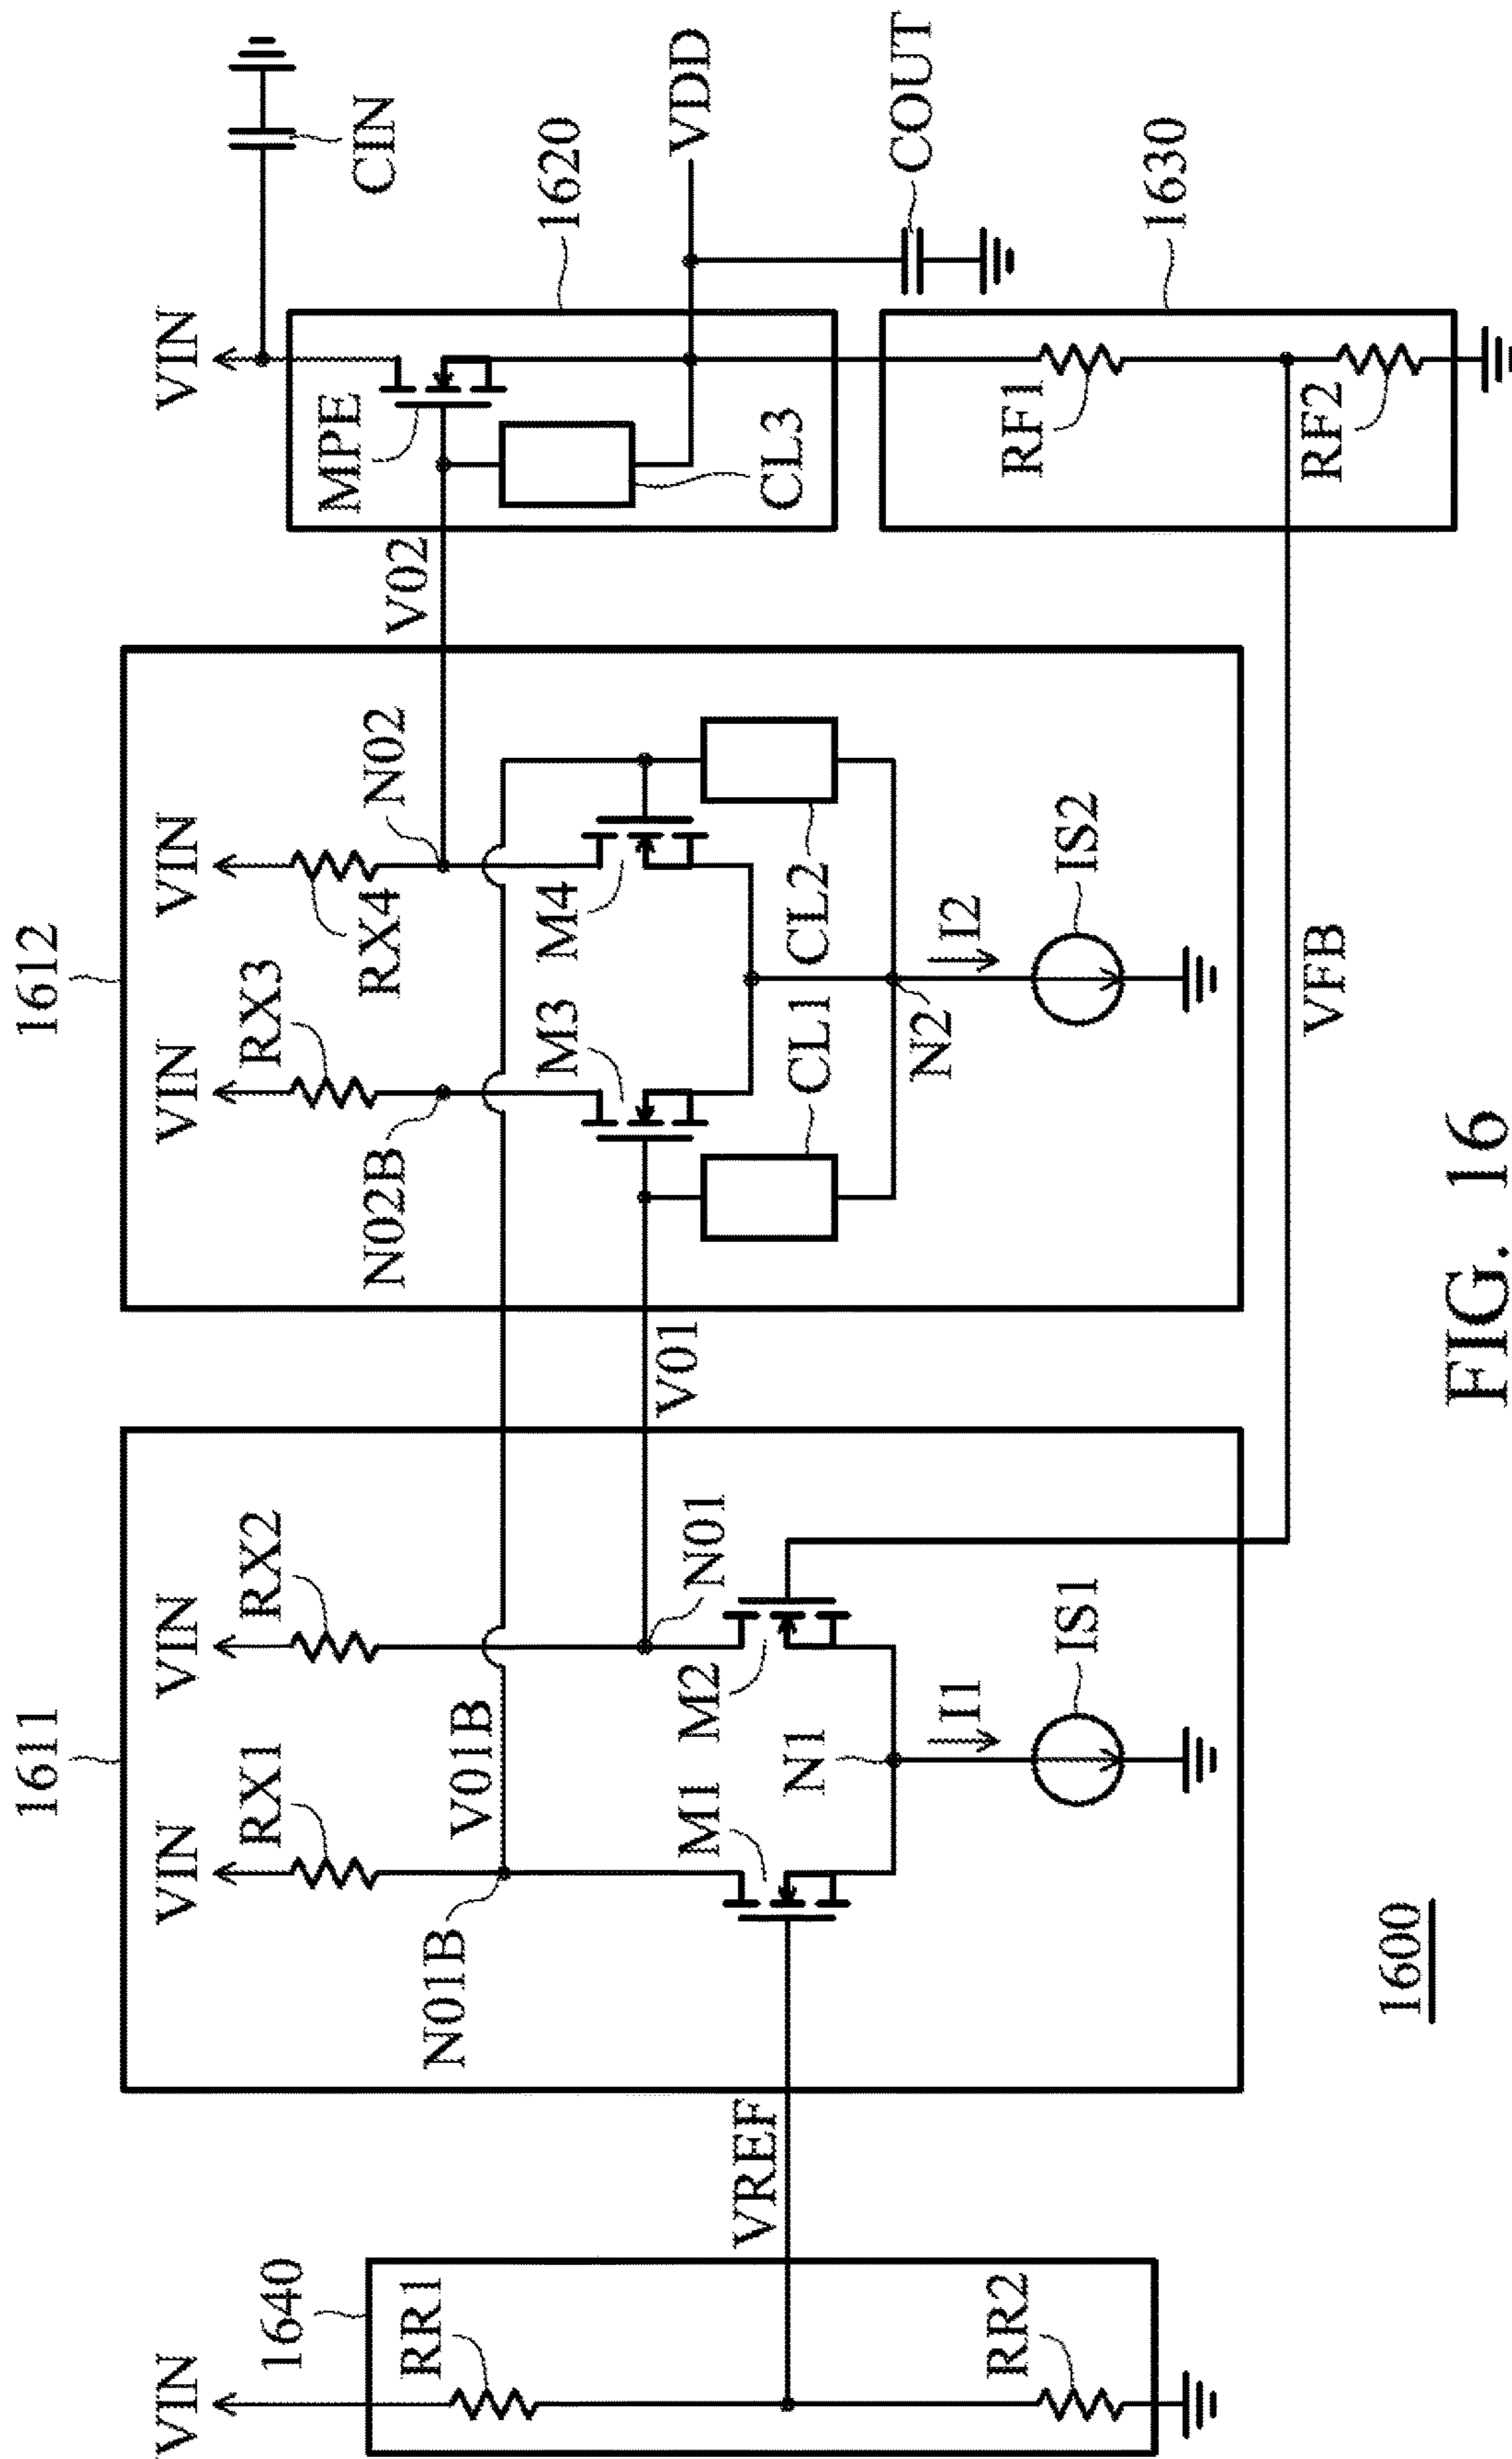 1611
1612
VIN
VIN
VIN
VIN
VIN
VIN
CIN
1640
RX1
RX2
RX3
RX4
MPE
V02
1620
RR1
N01B
V01B
N02B
N02
M3
M4
VDD
V01
N01
M1
M2
CL1
CL2
CL3
VREF
N1
I1
N2
I2
COUT
RR2
IS1
IS2
RF1
1630
VFB
RF2
1600
FIG. 16